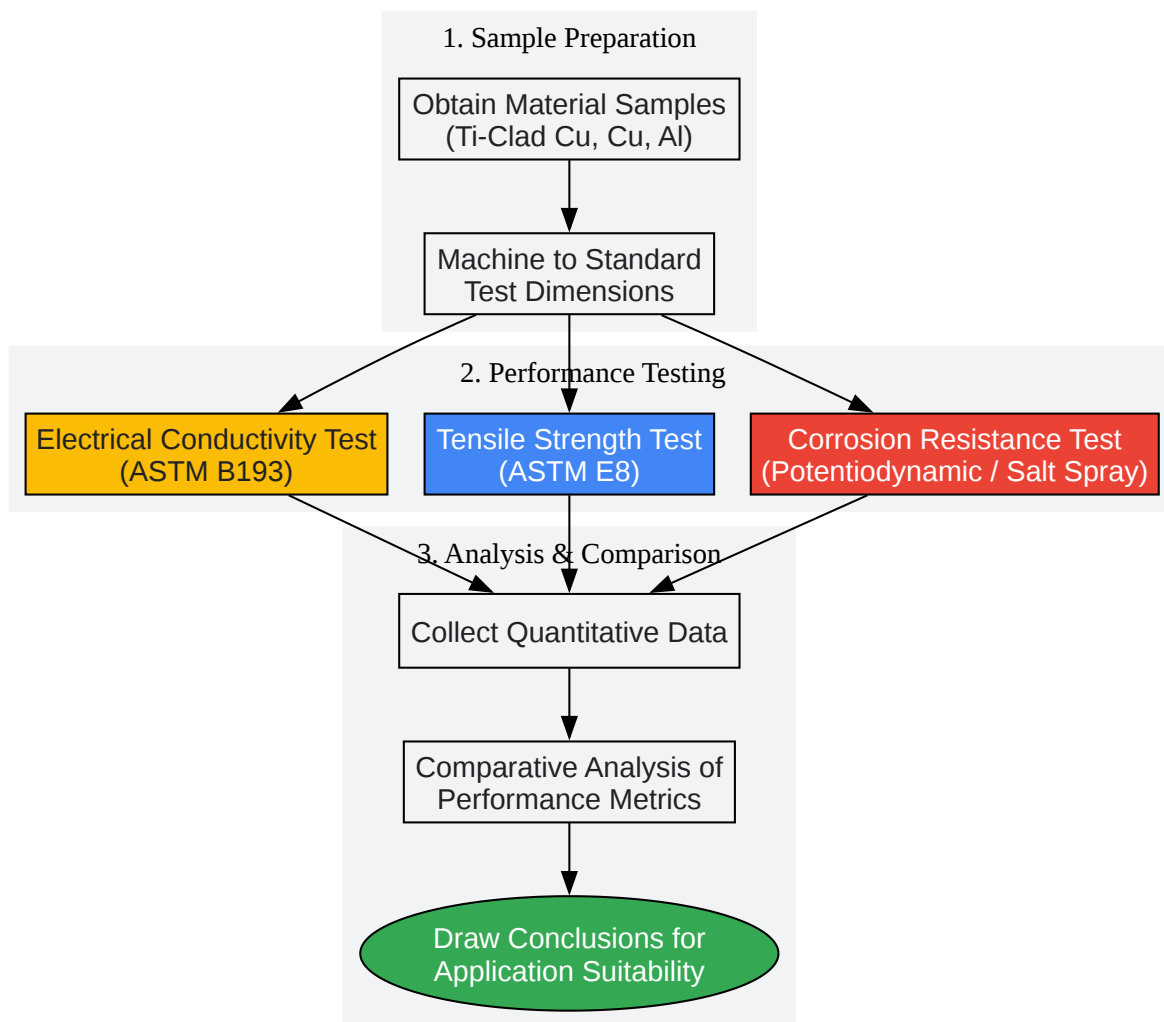 1. Sample Preparation
Obtain Material Samples
(Ti-Clad Cu, Cu, Al)
Machine to Standard
Test Dimensions
2. Performance Testing
Electrical Conductivity Test
(ASTM B193)
Tensile Strength Test
(ASTM E8)
Corrosion Resistance Test
(Potentiodynamic / Salt Spray)
3. Analysis & Comparison
Collect Quantitative Data
Comparative Analysis of
Performance Metrics
Draw Conclusions for
Application Suitability